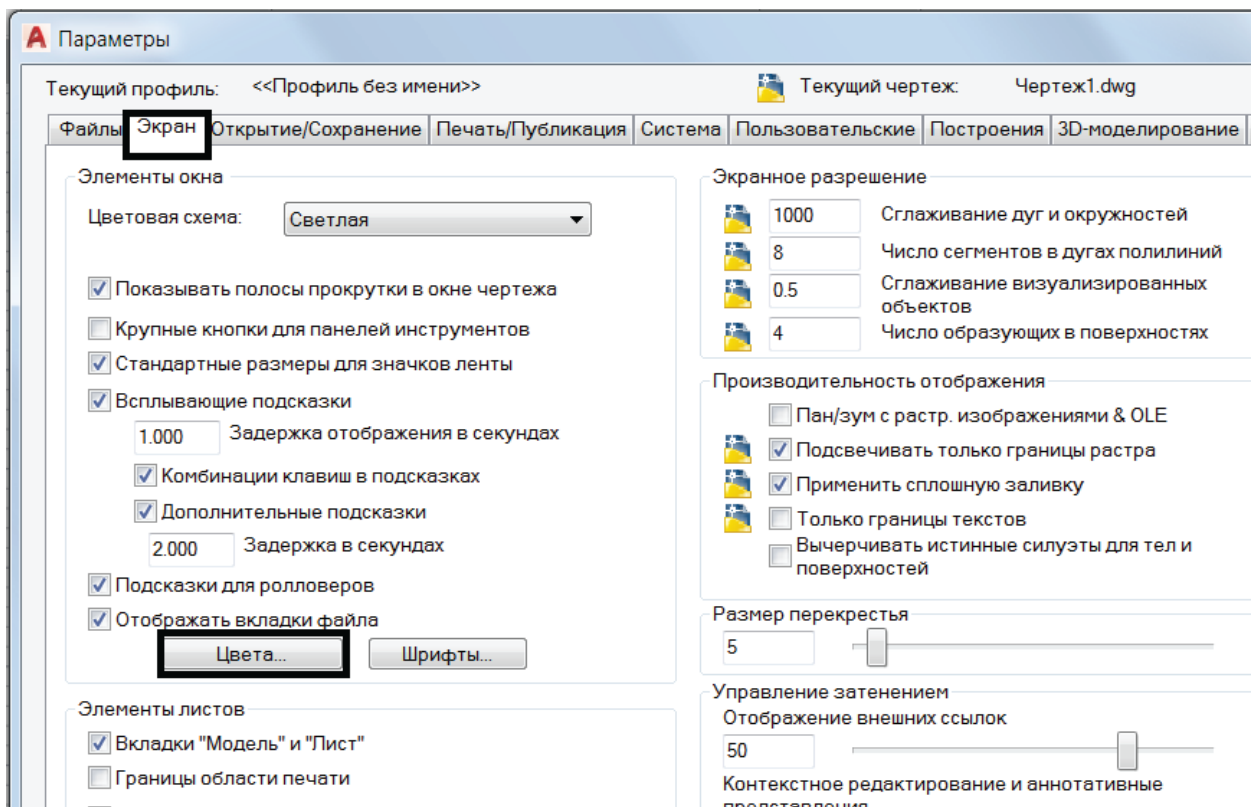 Параметры
Текущий профиль: <<Профиль без имени>> Текущий чертеж: Чертеж1.dwg
Файлы Экран Открытие/Сохранение Печать/Публикация Система Пользовательские Построения 3D-моделирование
Элементы окна
Цветовая схема: Светлая
Показывать полосы прокрутки в окне чертежа
Крупные кнопки для панелей инструментов
Стандартные размеры для значков ленты
Всплывающие подсказки
1.000 Задержка отображения в секундах
Комбинации клавиш в подсказках
Дополнительные подсказки
2.000 Задержка в секундах
Подсказки для ролловеров
Отображать вкладки файла
Цвета... Шрифты...
Элементы листов
Вкладки "Модель" и "Лист"
Границы области печати
Экранное разрешение
1000 Сглаживание дуг и окружностей
8 Число сегментов в дугах полилиний
0.5 Сглаживание визуализированных
объектов
4 Число образующих в поверхностях
Производительность отображения
Пан/зум с растр. изображениями & OLE
Подсвечивать только границы растра
Применить сплошную заливку
Только границы текстов
Вычерчивать истинные силуэты для тел и
поверхностей
Размер перекрестья
5
Управление затенением
Отображение внешних ссылок
50
Контекстное редактирование и аннотативные
представления